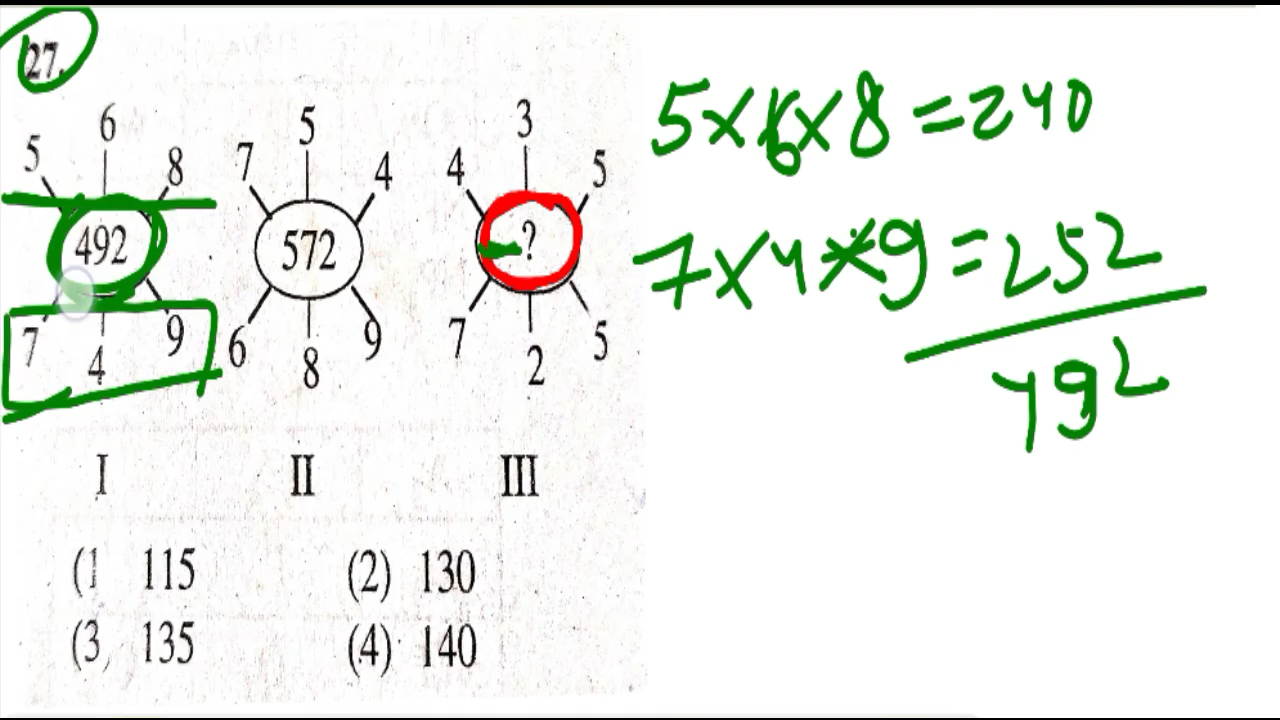 27.
6 5 3
5 8 7 4 4 5
492 572 ?
7 9 6 9 7 5
4 8 2
I II III
(1 115 (2) 130
(3, 135 (4) 140
5×6×8=240
7×4×9=252
492